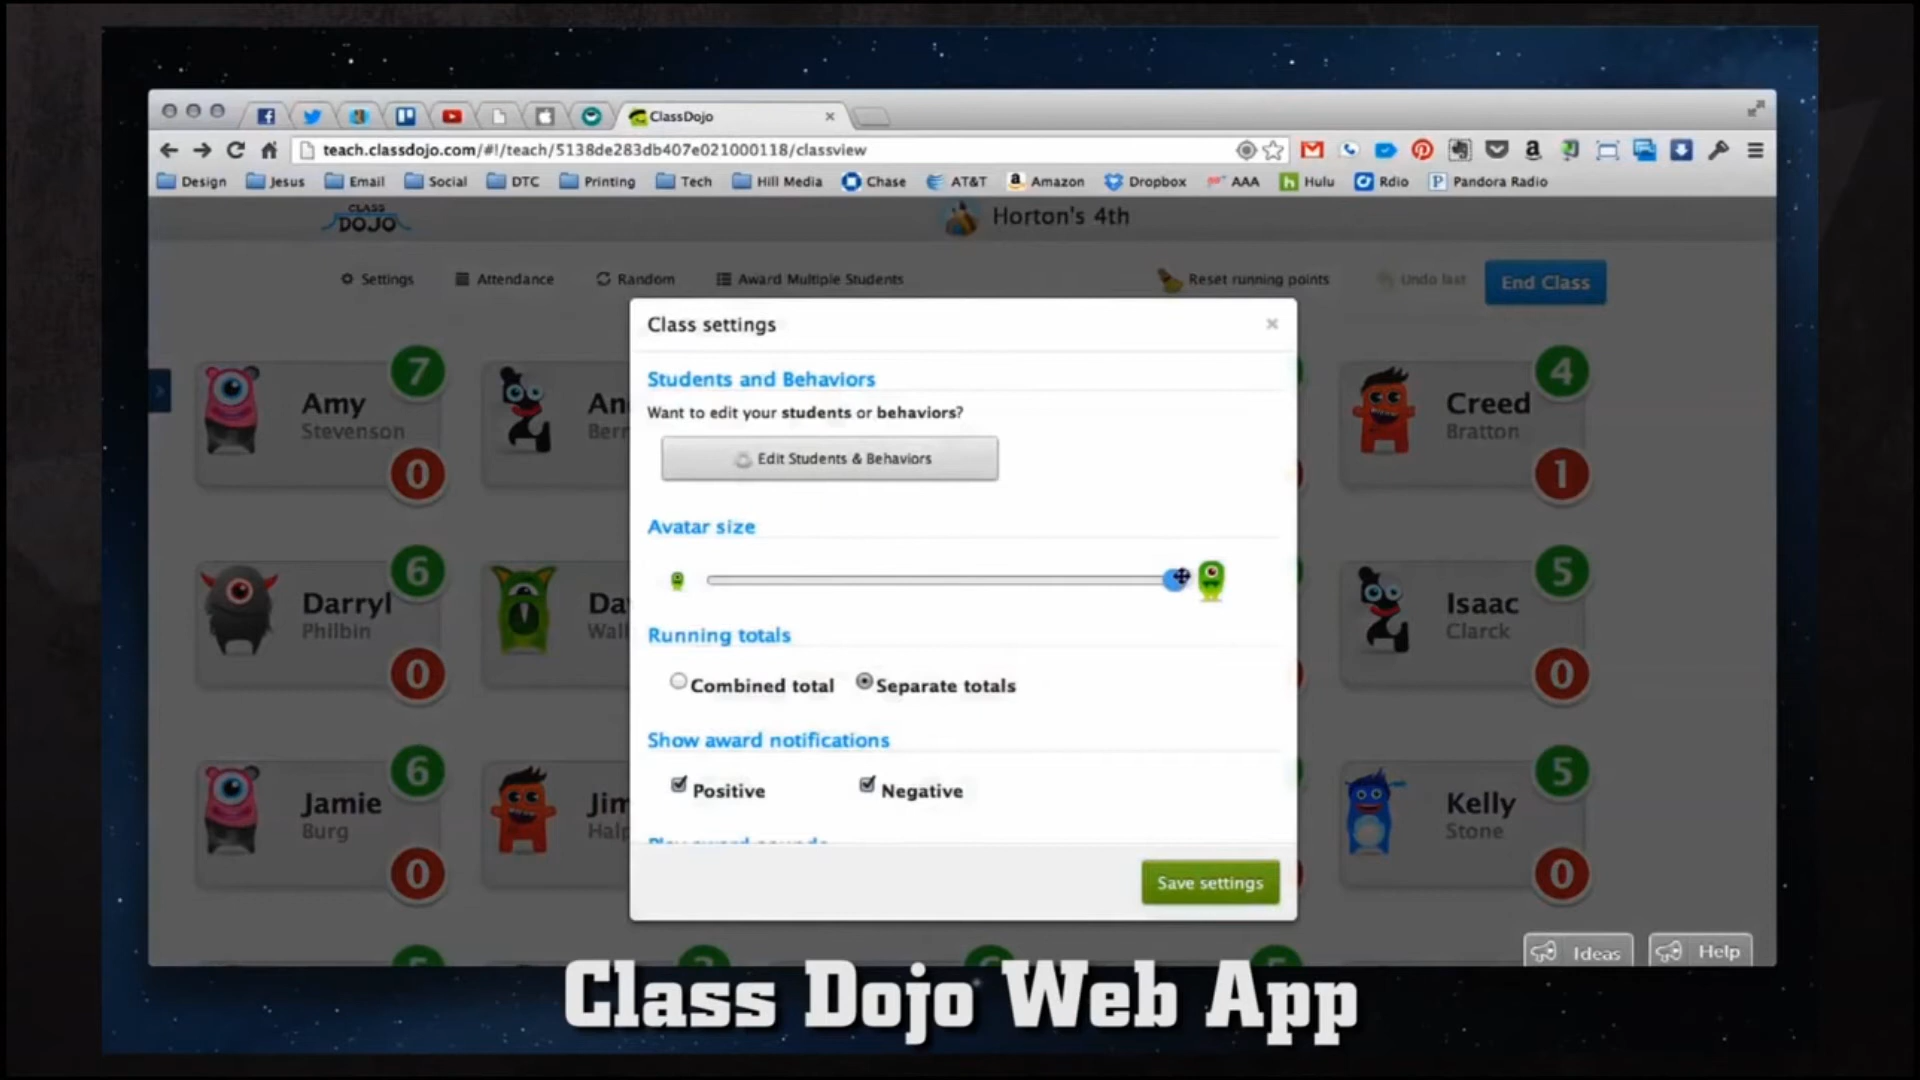 ClassDojo
teach.classdojo.com/#!/teach/5138de283db407e021000118/classview
Design Jesus Email Social DTC Printing Tech Hill Media Chase AT&T Amazon Dropbox AAA Hulu Rdio Pandora Radio
CLASS
DOJO
Horton's 4th
Settings Attendance Random Award Multiple Students Reset running points Undo last End Class
Class settings
Students and Behaviors
Want to edit your students or behaviors?
Edit Students & Behaviors
Avatar size
Running totals
Combined total Separate totals
Show award notifications
Positive Negative
Save settings
Amy 7
Stevenson
0
Creed 4
Bratton
1
Darryl 6
Philbin
0
Isaac 5
Clarck
0
Jamie 6
Burg
0
Kelly 5
Stone
0
Ideas Help
Class Dojo Web App